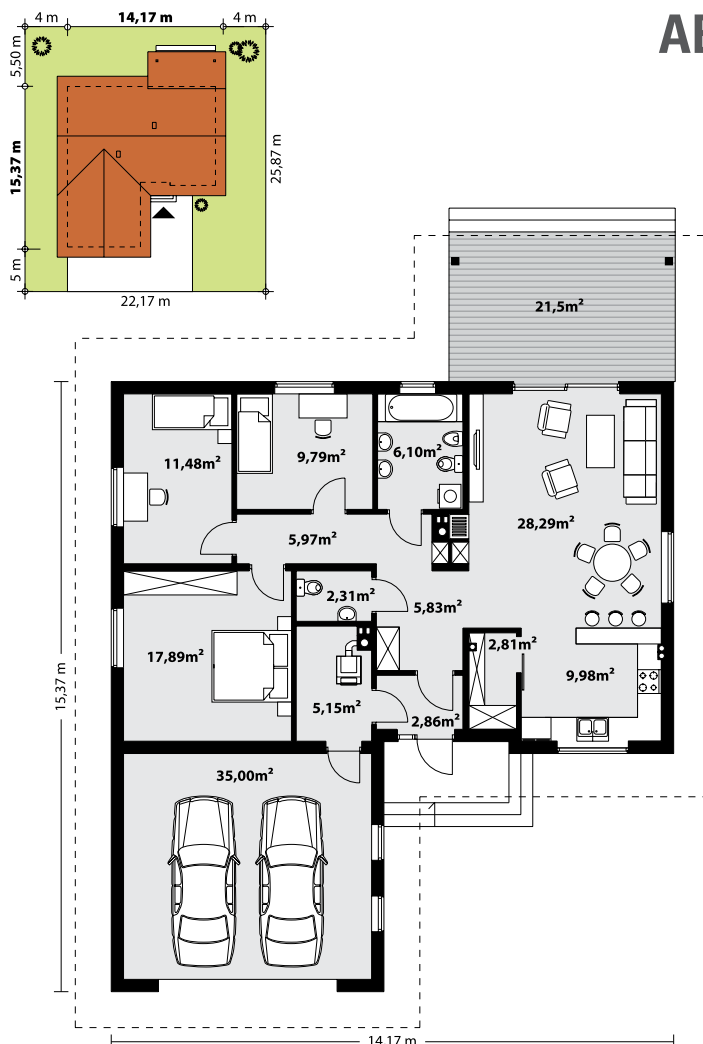 4 m
14,17 m
4 m
AB
5,50 m
15,37 m
25,87 m
5 m
22,17 m
21,5m²
11,48m²
9,79m²
6,10m²
28,29m²
5,97m²
2,31m²
5,83m²
17,89m²
2,81m²
9,98m²
5,15m²
2,86m²
15,37 m
35,00m²
14,17 m